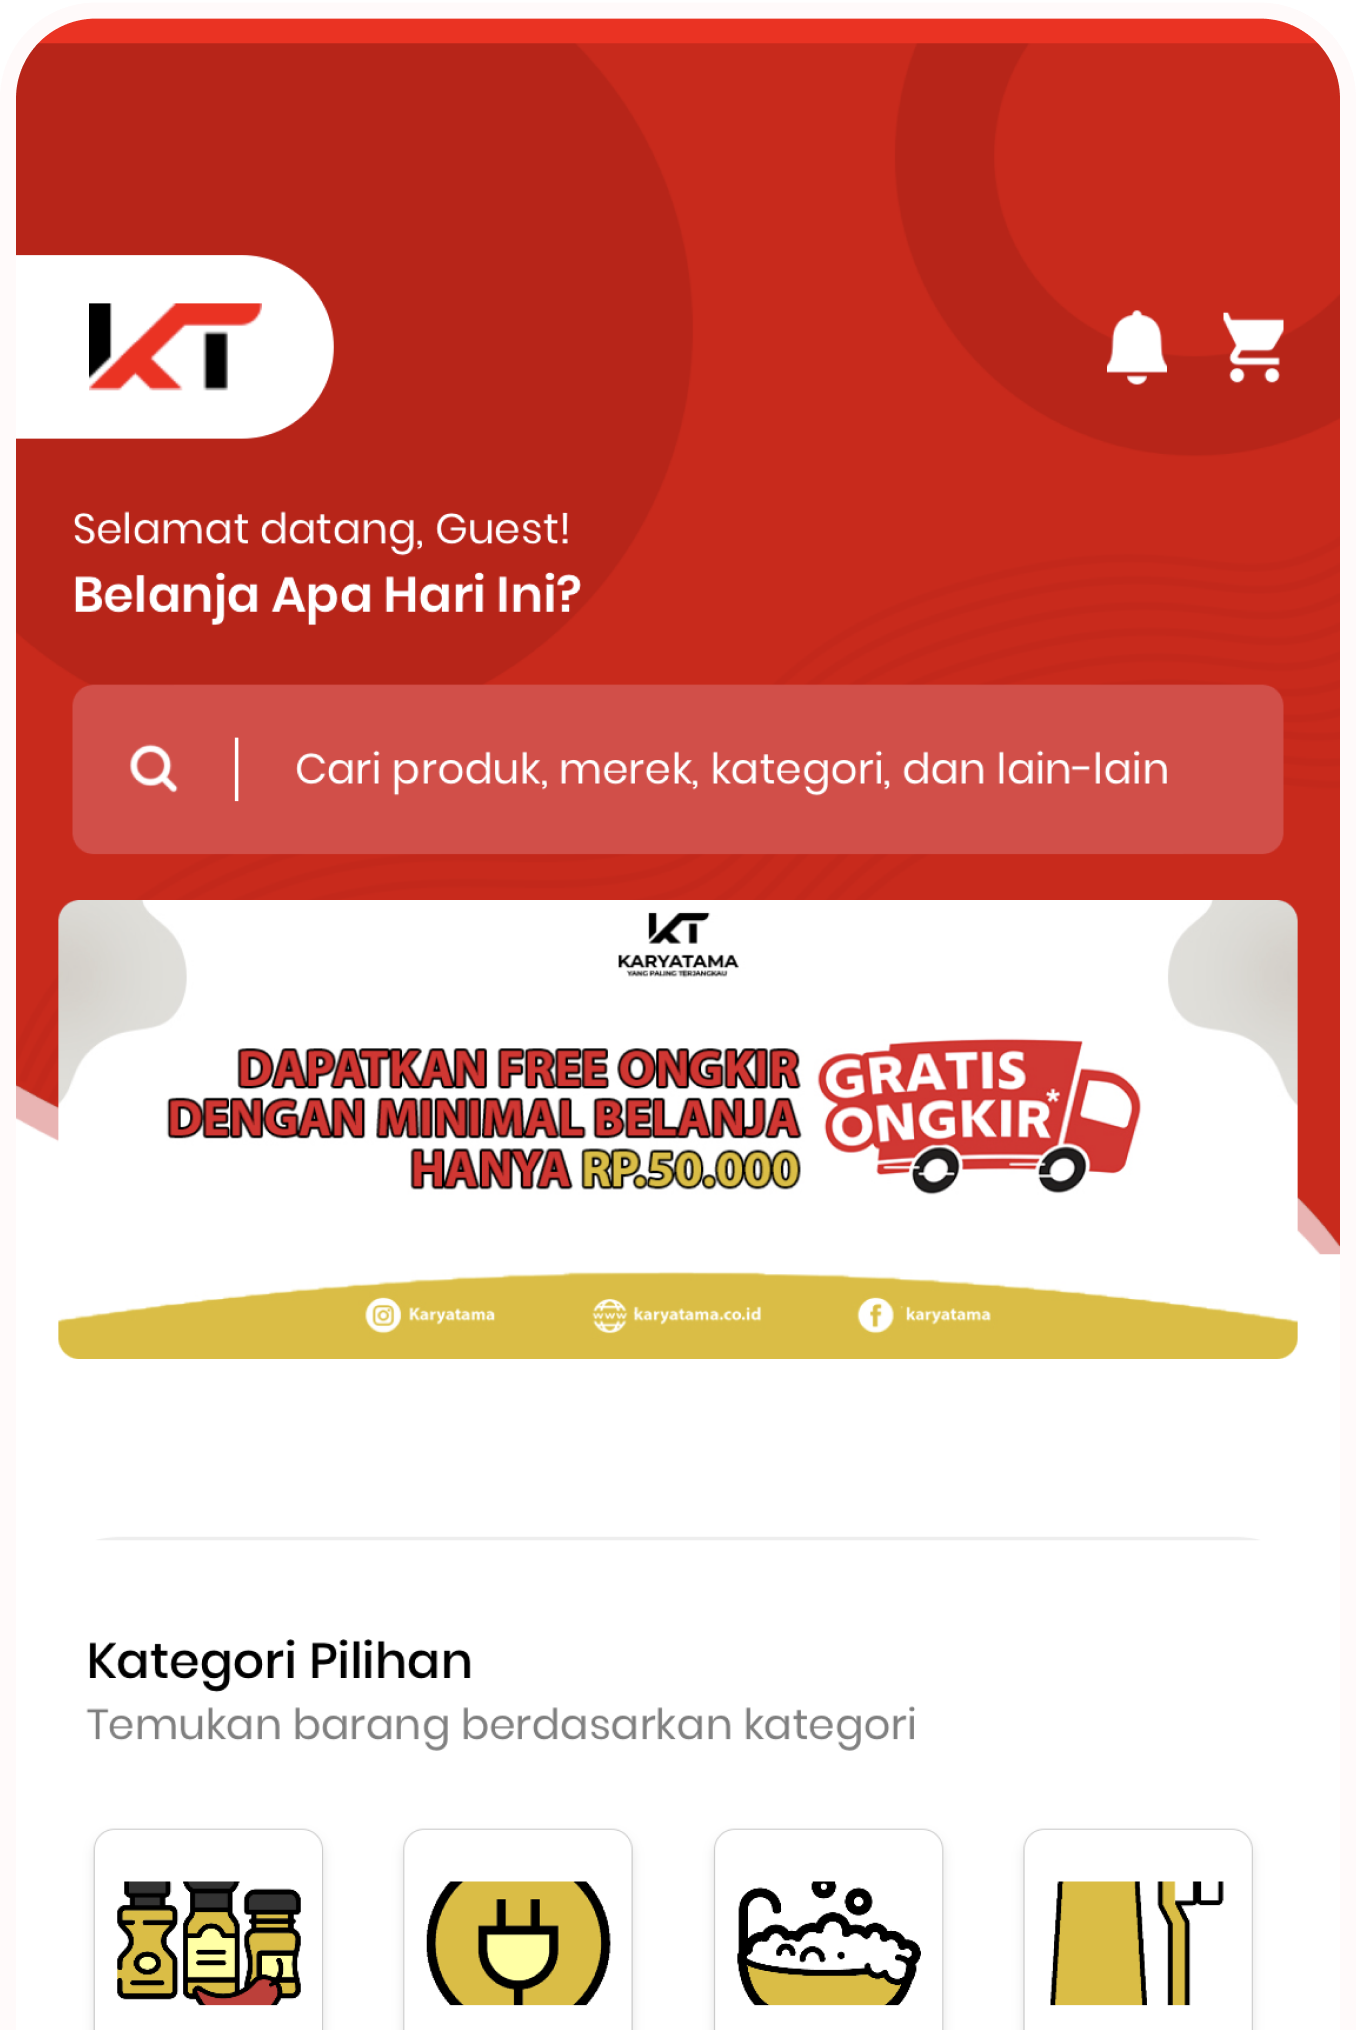 KT
Selamat datang, Guest!
Belanja Apa Hari Ini?
Cari produk, merek, kategori, dan lain-lain
KT
KARYATAMA
YANG PALING TERJANGKAU
DAPATKAN FREE ONGKIR
DENGAN MINIMAL BELANJA
HANYA RP.50.000
GRATIS
ONGKIR*
Karyatama
www karyatama.co.id
f karyatama
Kategori Pilihan
Temukan barang berdasarkan kategori